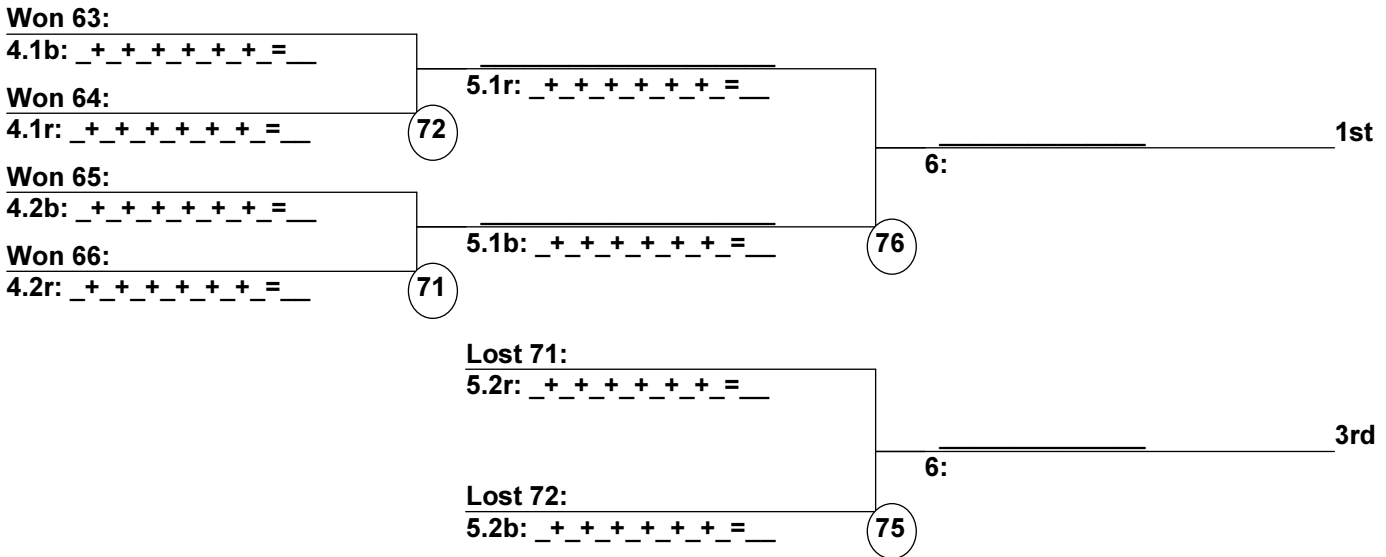 Won 63:
4.1b: _+_+_+_+_+_+_=__
5.1r: _+_+_+_+_+_+_=__
Won 64:
4.1r: _+_+_+_+_+_+_=__
72
1st
6:
Won 65:
4.2b: _+_+_+_+_+_+_=__
5.1b: _+_+_+_+_+_+_=__
76
Won 66:
4.2r: _+_+_+_+_+_+_=__
71
Lost 71:
5.2r: _+_+_+_+_+_+_=__
3rd
6:
Lost 72:
5.2b: _+_+_+_+_+_+_=__
75